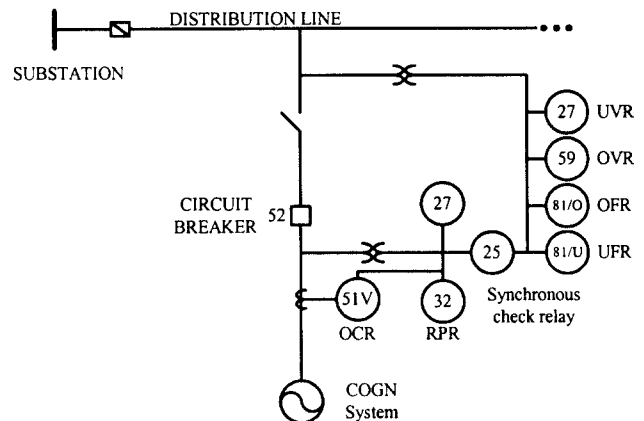 DISTRIBUTION LINE
SUBSTATION
27 UVR
59 OVR
81/O OFR
81/U UFR
CIRCUIT
BREAKER
52
27
25
Synchronous
check relay
51V
OCR
32
RPR
COGN
System